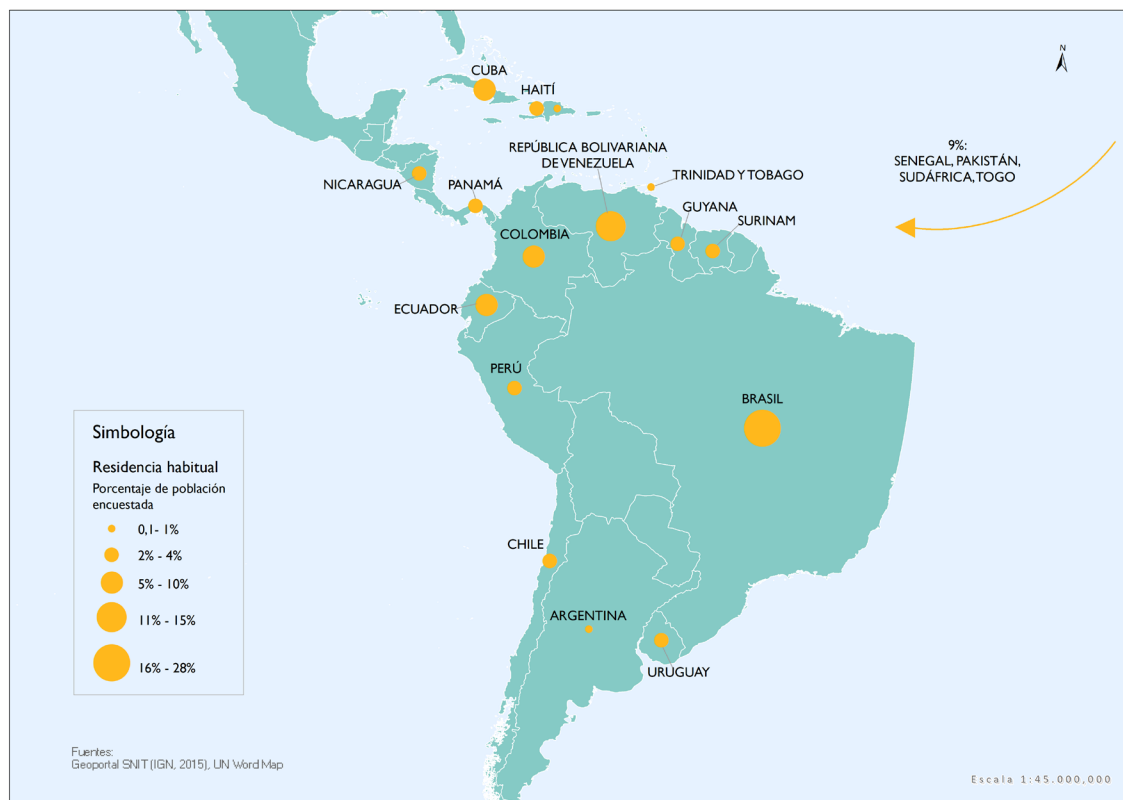 N
CUBA
HAITÍ
9%:
SENEGAL, PAKISTÁN,
SUDÁFRICA, TOGO
REPÚBLICA BOLIVARIANA
DE VENEZUELA
NICARAGUA
PANAMÁ
TRINIDAD Y TOBAGO
GUYANA
SURINAM
COLOMBIA
ECUADOR
PERÚ
BRASIL
Simbología
Residencia habitual
Porcentaje de población
encuestada
0,1- 1%
2% - 4%
5% - 10%
11% - 15%
16% - 28%
CHILE
ARGENTINA
URUGUAY
Fuentes:
Geoportal SNIT (IGN, 2015), UN Word Map
Escala 1:45.000,000